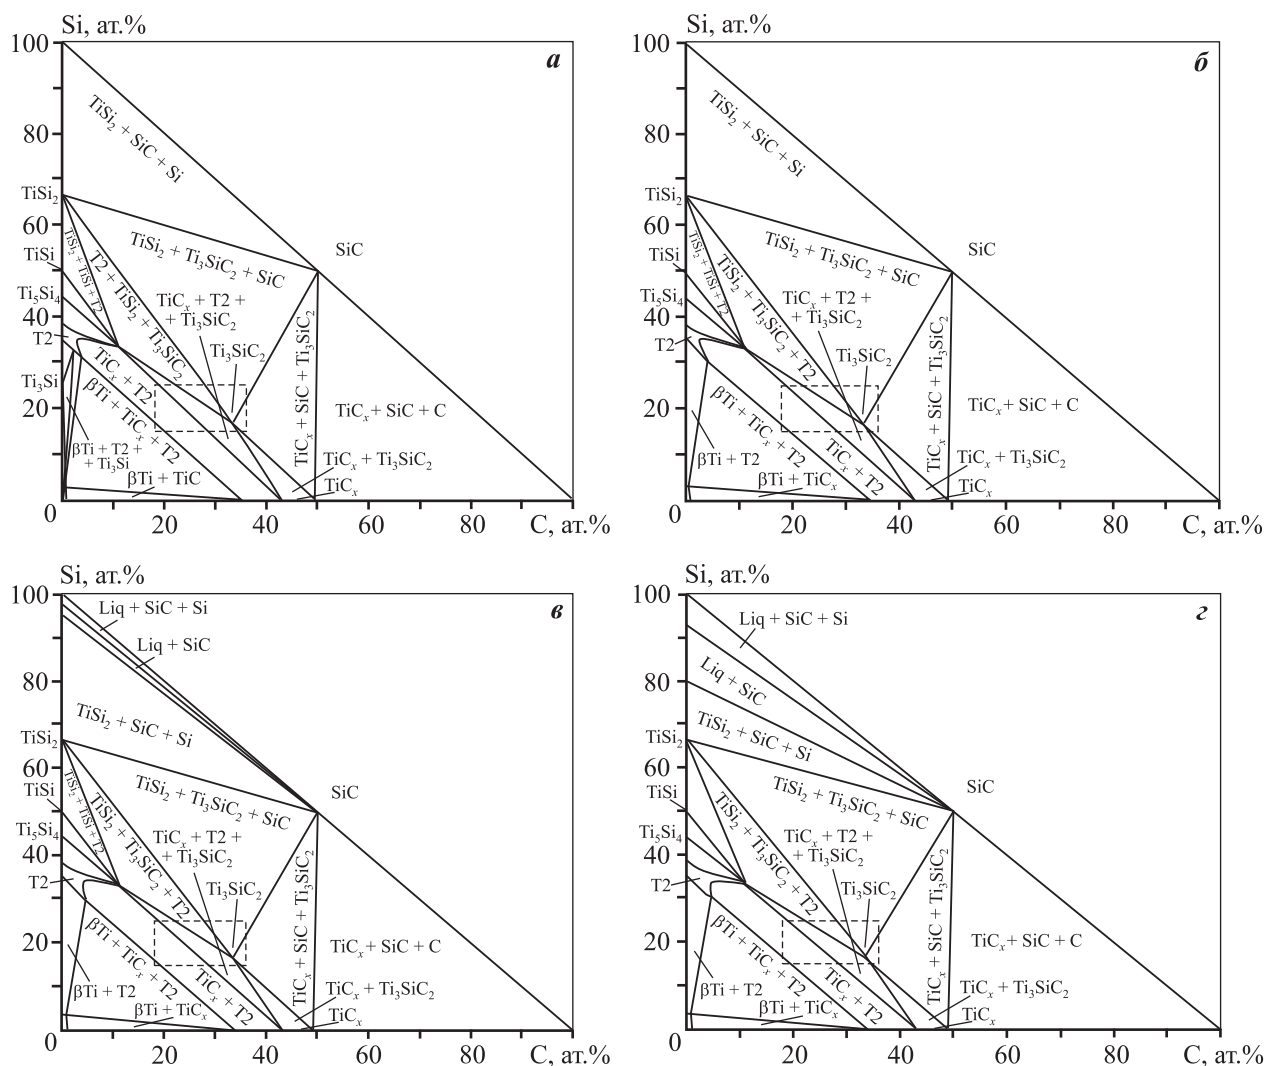 Si, ат.%
100
а
TiSi₂ + SiC + Si
80
TiSi₂
60
SiC
TiSi₂ + Ti₃SiC₂ + SiC
TiSi
TiSi₂ + TiSi + T2
T2 + TiSi₂ + Ti₃SiC₂
TiCₓ + T2 +
+ Ti₃SiC₂
Ti₅Si₄
40
T2
Ti₃SiC₂
TiCₓ + T2
TiCₓ + SiC + Ti₃SiC₂
Ti₃Si
βTi + TiCₓ + T2
20
TiCₓ + SiC + C
βTi + T2 +
+ Ti₃Si
TiCₓ + Ti₃SiC₂
βTi + TiC
TiCₓ
0
20
40
60
80
C, ат.%
Si, ат.%
100
б
TiSi₂ + SiC + Si
80
TiSi₂
60
SiC
TiSi₂ + Ti₃SiC₂ + SiC
TiSi
TiSi₂ + TiSi + T2
TiSi₂ + Ti₃SiC₂ + T2
TiCₓ + T2 +
+ Ti₃SiC₂
Ti₅Si₄
40
T2
Ti₃SiC₂
TiCₓ + SiC + Ti₃SiC₂
20
βTi + TiCₓ + T2
TiCₓ + SiC + C
TiCₓ + T2
βTi + T2
TiCₓ + Ti₃SiC₂
βTi + TiCₓ
TiCₓ
0
20
40
60
80
C, ат.%
Si, ат.%
100
в
Liq + SiC + Si
Liq + SiC
80
TiSi₂ + SiC + Si
TiSi₂
60
SiC
TiSi₂ + Ti₃SiC₂ + SiC
TiSi
TiSi₂ + TiSi + T2
TiSi₂ + Ti₃SiC₂ + T2
TiCₓ + T2 +
+ Ti₃SiC₂
Ti₅Si₄
40
T2
Ti₃SiC₂
TiCₓ + SiC + Ti₃SiC₂
20
βTi + TiCₓ + T2
TiCₓ + SiC + C
TiCₓ + T2
βTi + T2
TiCₓ + Ti₃SiC₂
βTi + TiCₓ
TiCₓ
0
20
40
60
80
C, ат.%
Si, ат.%
100
г
Liq + SiC + Si
Liq + SiC
80
TiSi₂ + SiC + Si
TiSi₂
60
SiC
TiSi₂ + Ti₃SiC₂ + SiC
TiSi
TiSi₂ + Ti₃SiC₂ + T2
TiCₓ + T2 +
+ Ti₃SiC₂
Ti₅Si₄
40
T2
Ti₃SiC₂
TiCₓ + SiC + Ti₃SiC₂
20
βTi + TiCₓ + T2
TiCₓ + SiC + C
TiCₓ + T2
βTi + T2
TiCₓ + Ti₃SiC₂
βTi + TiCₓ
TiCₓ
0
20
40
60
80
C, ат.%